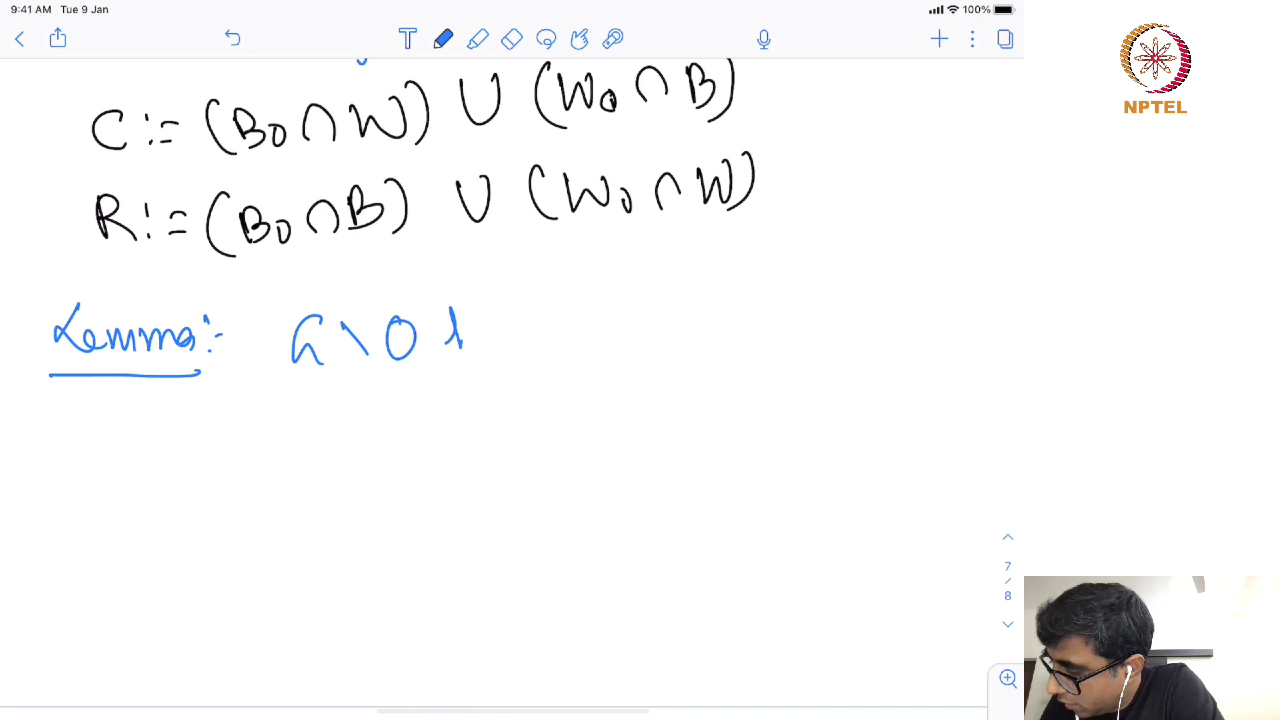 9:41 AM Tue 9 Jan 100%
NPTEL
C := (B₀ ∩ W) ∪ (W₀ ∩ B)
R := (B₀ ∩ B) ∪ (W₀ ∩ W)
Lemma :- G \ O
7
/
8